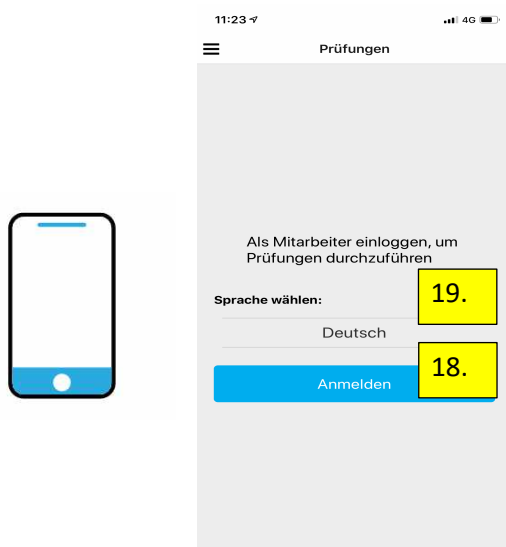 11:23 4G
Prüfungen
Als Mitarbeiter einloggen, um
Prüfungen durchzuführen
19.
Sprache wählen:
Deutsch
18.
Anmelden